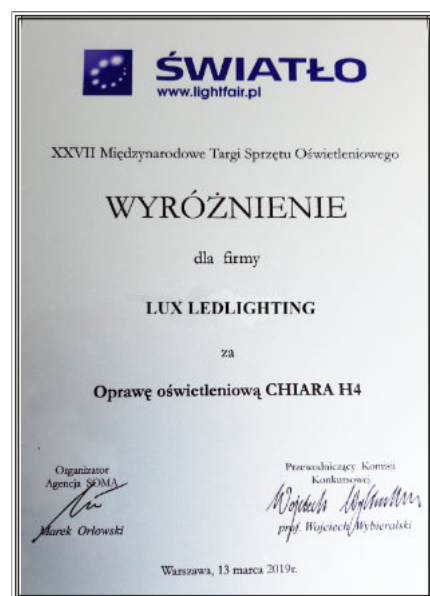 ŚWIATŁO
www.lightfair.pl
XXVII Międzynarodowe Targi Sprzętu Oświetleniowego
WYRÓŻNIENIE
dla firmy
LUX LEDLIGHTING
za
Oprawę oświetleniową CHIARA H4
Organizator
Agencja SOMA
Marek Orłowski
Przewodniczący Komisji
Konkursowej
prof. Wojciech Wybieralski
Warszawa, 13 marca 2019r.